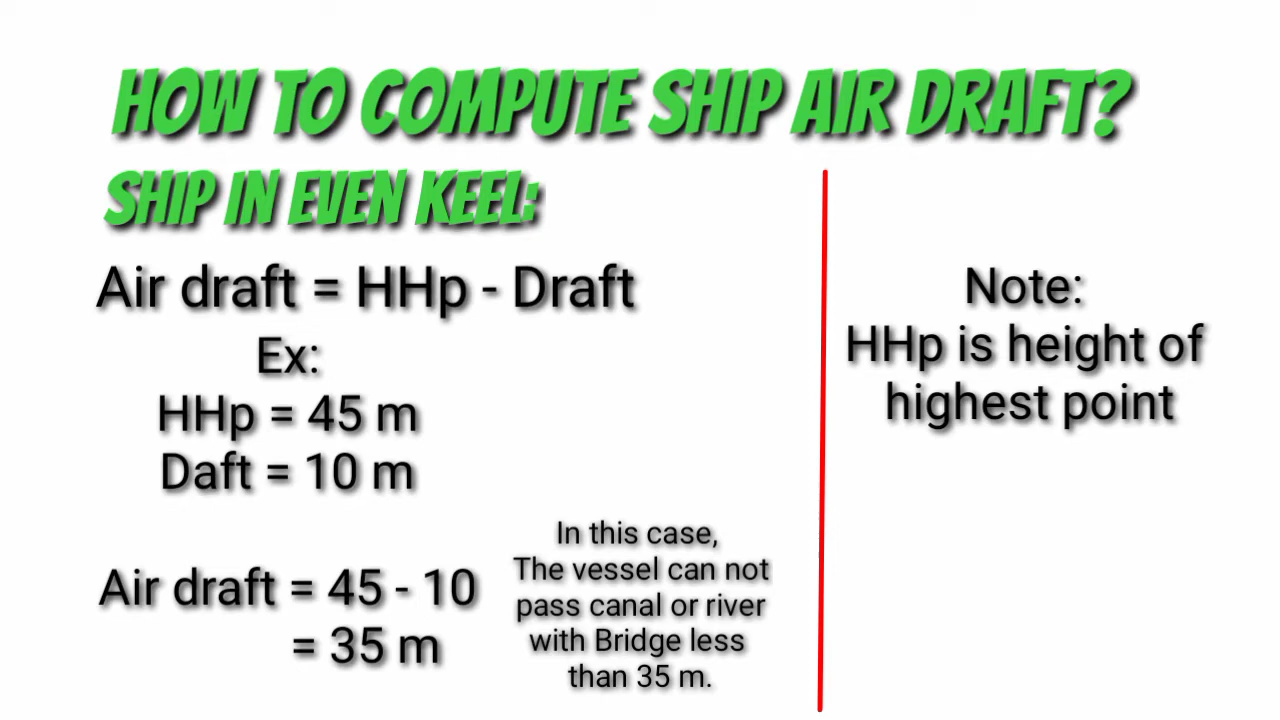 HOW TO COMPUTE SHIP AIR DRAFT?
SHIP IN EVEN KEEL:
Air draft = HHp - Draft
Ex:
HHp = 45 m
Daft = 10 m
Air draft = 45 - 10
= 35 m
In this case,
The vessel can not
pass canal or river
with Bridge less
than 35 m.
Note:
HHp is height of
highest point